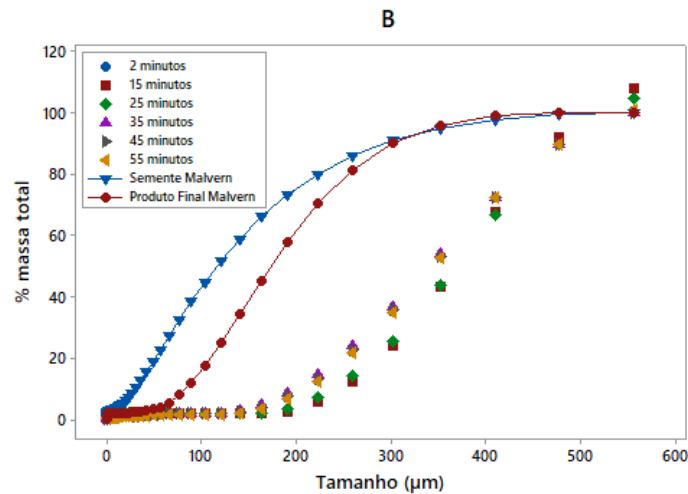 B
120
100
80
60
40
20
0
% massa total
2 minutos
15 minutos
25 minutos
35 minutos
45 minutos
55 minutos
Semente Malvern
Produto Final Malvern
0 100 200 300 400 500 600
Tamanho (µm)